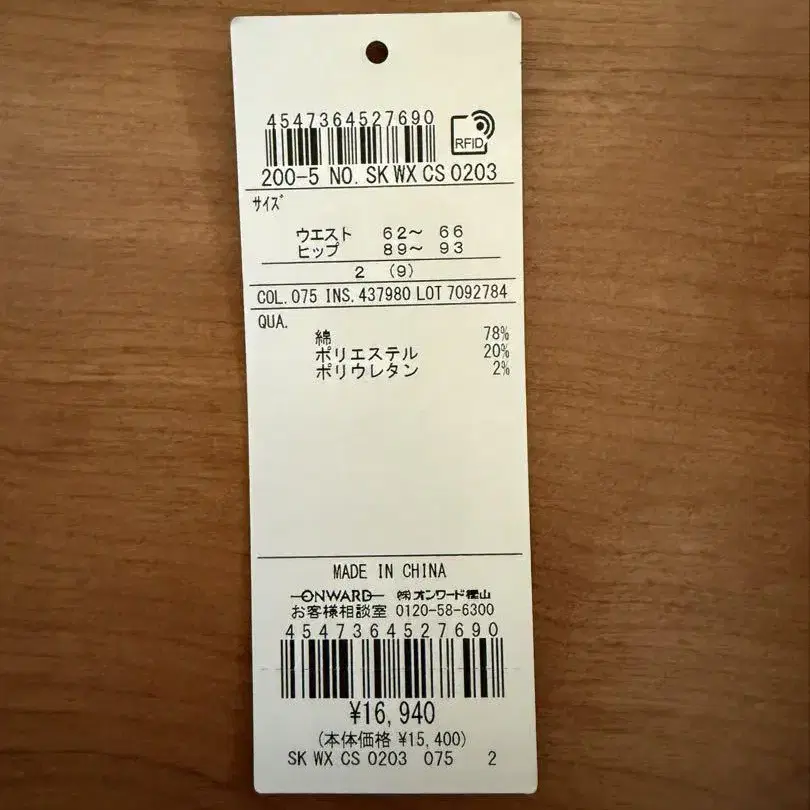 4547364527690
RFID
200-5 NO. SK WX CS 0203
サイズ
ウエスト 62〜 66
ヒップ 89〜 93
2 (9)
COL. 075 INS. 437980 LOT 7092784
QUA.
綿 78%
ポリエステル 20%
ポリウレタン 2%
MADE IN CHINA
ONWARD ㈱オンワード樫山
お客様相談室 0120-58-6300
4547364527690
¥16,940
(本体価格 ¥15,400)
SK WX CS 0203 075 2